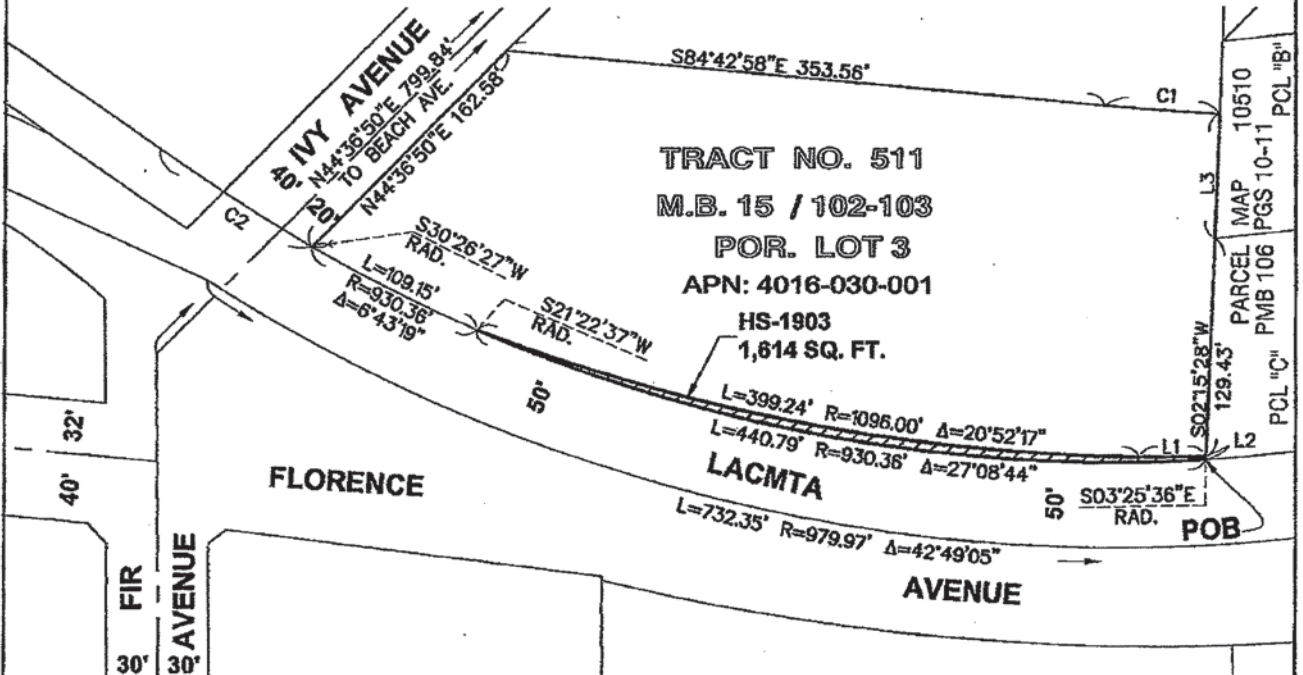 IVY AVENUE
N44°36'50"E 799.84'
TO BEACH AVE.
N44°36'50"E 162.58'
40'
20'
C2
S84°42'58"E 353.56'
C1
L3
TRACT NO. 511
M.B. 15 / 102-103
POR. LOT 3
APN: 4016-030-001
HS-1903
1,614 SQ. FT.
PARCEL MAP 10510
PMB 106 PGS 10-11
PCL "B"
PCL "C"
S02°15'28"W
129.43'
S30°26'27"W
RAD.
L=109.15'
R=930.36'
Δ=6°43'19"
S21°22'37"W
RAD.
50'
L=399.24' R=1096.00' Δ=20°52'17"
L=440.79' R=930.36' Δ=27°08'44"
L1
L2
S03°25'36"E
RAD.
POB
50'
LACMTA
L=732.35' R=979.97' Δ=42°49'05"
FLORENCE
AVENUE
32'
40'
FIR
AVENUE
30'
30'